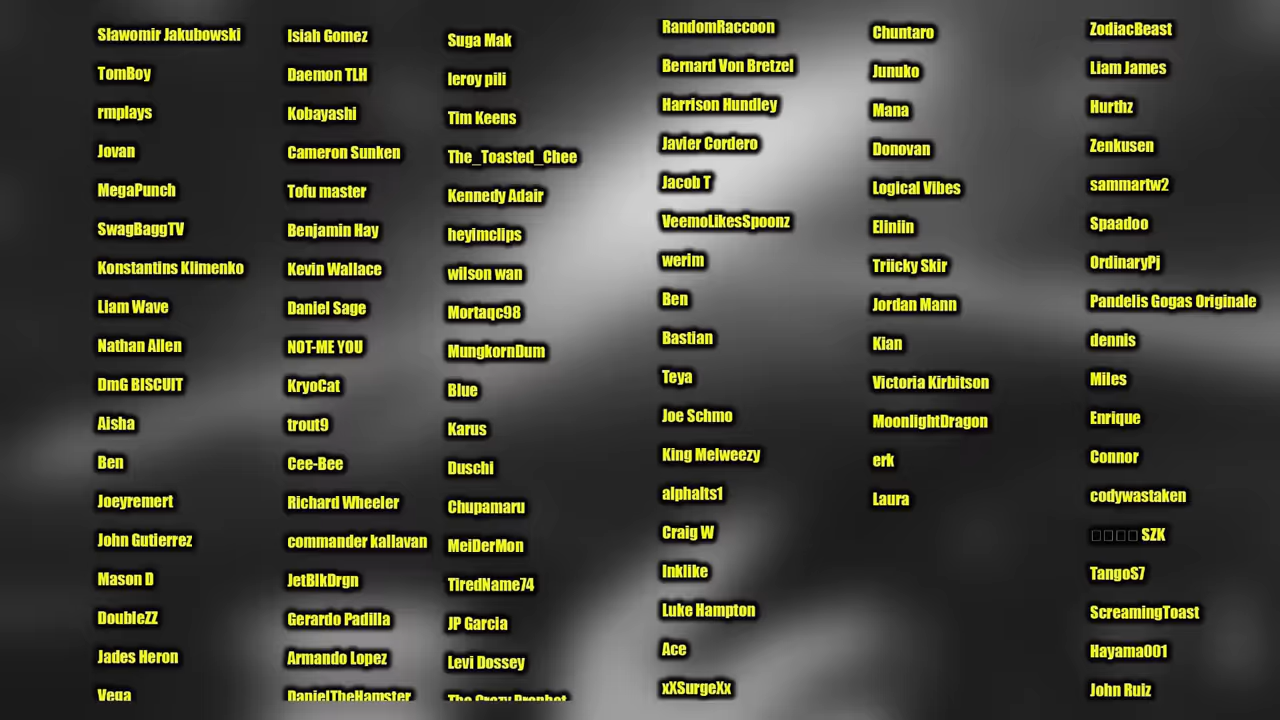 Sławomir Jakubowski
TomBoy
rmplays
Jovan
MegaPunch
SwagBaggTV
Konstantins Klimenko
Liam Wave
Nathan Allen
DmG BISCUIT
Aisha
Ben
Joeyremert
John Gutierrez
Mason D
DoubleZZ
Jades Heron
Vega
Isiah Gomez
Daemon TLH
Kobayashi
Cameron Sunken
Tofu master
Benjamin Hay
Kevin Wallace
Daniel Sage
NOT-ME YOU
KryoCat
trout9
Cee-Bee
Richard Wheeler
commander kallavan
JetBlkDrgn
Gerardo Padilla
Armando Lopez
DanielTheHamster
Suga Mak
leroy pili
Tim Keens
The_Toasted_Chee
Kennedy Adair
heyimclips
wilson wan
Mortaqc98
MungkornDum
Blue
Karus
Duschi
Chupamaru
MeiDerMon
TiredName74
JP Garcia
Levi Dossey
The Crazy Prophet
RandomRaccoon
Bernard Von Bretzel
Harrison Hundley
Javier Cordero
Jacob T
VeemoLikesSpoonz
werim
Ben
Bastian
Teya
Joe Schmo
King Melweezy
alphalts1
Craig W
Inklike
Luke Hampton
Ace
xXSurgeXx
Chuntaro
Junuko
Mana
Donovan
Logical Vibes
Eliniin
Triicky Skir
Jordan Mann
Kian
Victoria Kirbitson
MoonlightDragon
erk
Laura
ZodiacBeast
Liam James
Hurthz
Zenkusen
sammartw2
Spaadoo
OrdinaryPj
Pandelis Gogas Originale
dennis
Miles
Enrique
Connor
codywastaken
SZK
TangoS7
ScreamingToast
Hayama001
John Ruiz